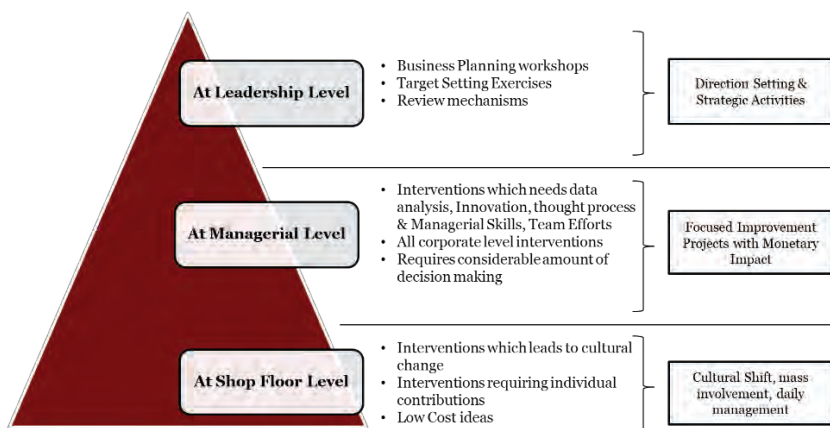 At Leadership Level
• Business Planning workshops
• Target Setting Exercises
• Review mechanisms
Direction Setting &
Strategic Activities
At Managerial Level
• Interventions which needs data
analysis, Innovation, thought process
& Managerial Skills, Team Efforts
• All corporate level interventions
• Requires considerable amount of
decision making
Focused Improvement
Projects with Monetary
Impact
At Shop Floor Level
• Interventions which leads to cultural
change
• Interventions requiring individual
contributions
• Low Cost ideas
Cultural Shift, mass
involvement, daily
management